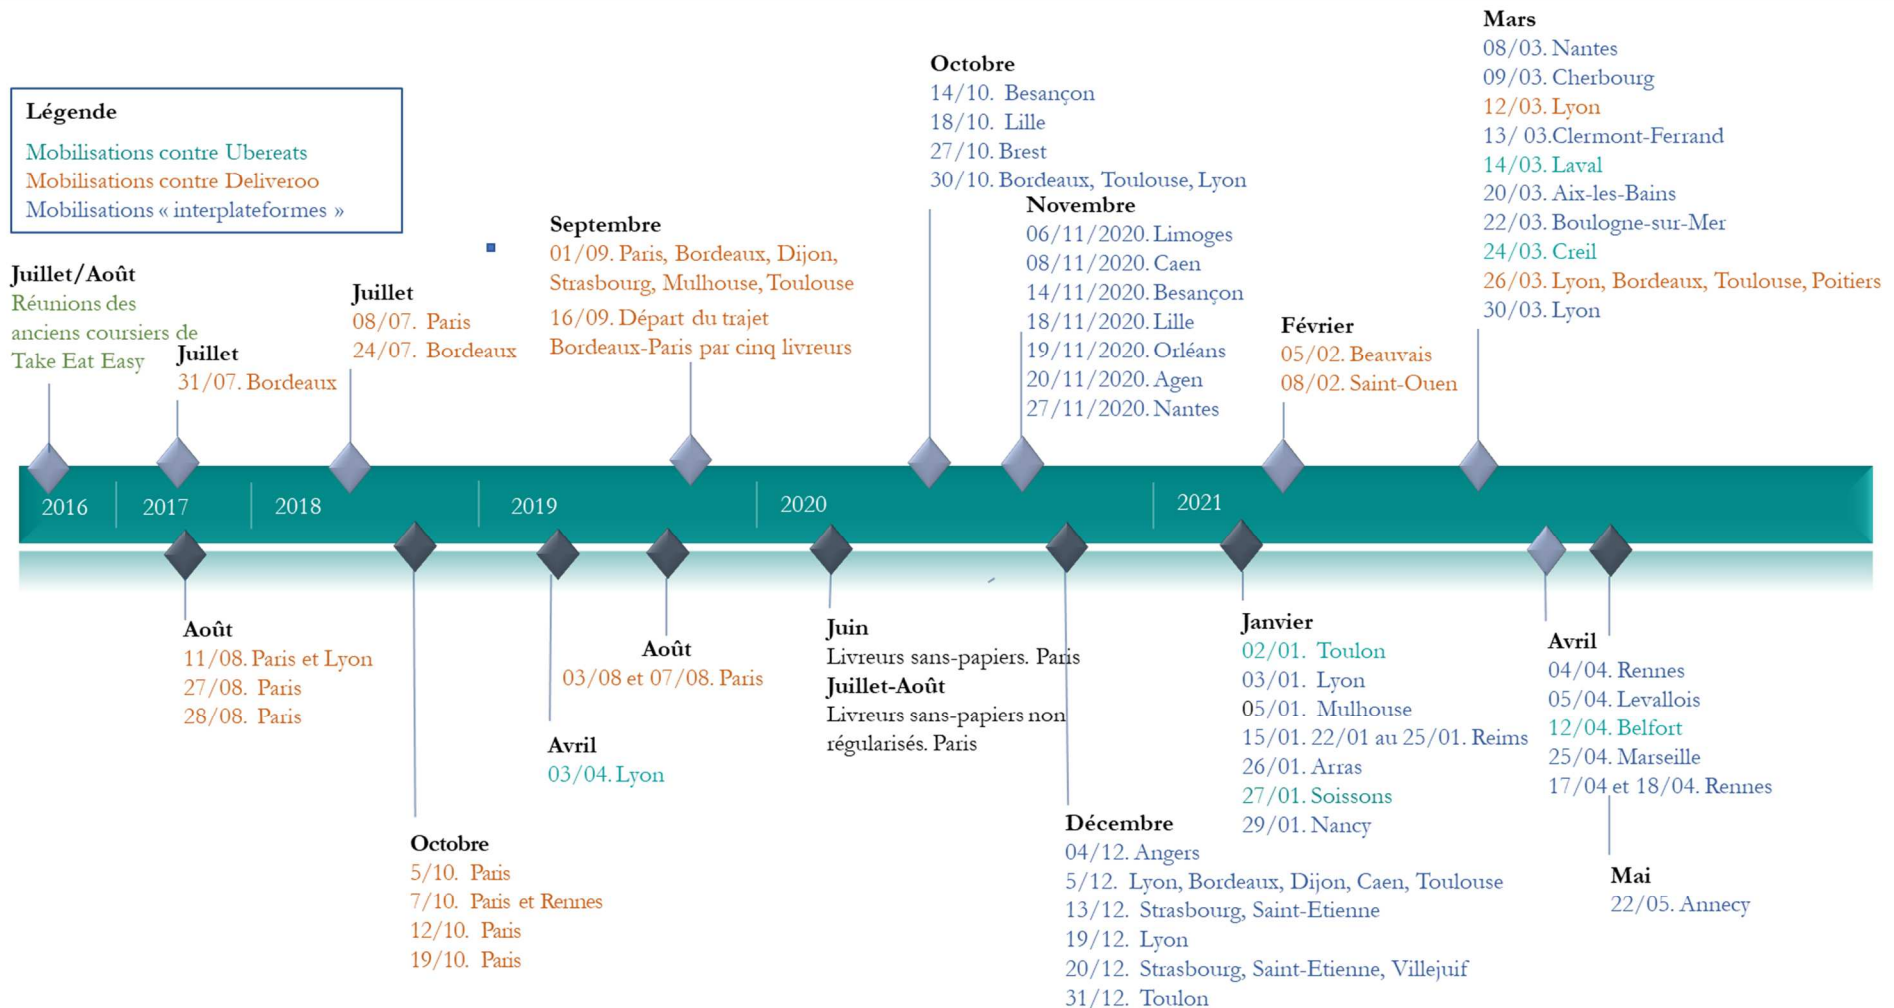 Légende
Mobilisations contre Ubereats
Mobilisations contre Deliveroo
Mobilisations « interplateformes »
Juillet/Août
Réunions des
anciens coursiers de
Take Eat Easy
Juillet
31/07. Bordeaux
Juillet
08/07. Paris
24/07. Bordeaux
Septembre
01/09. Paris, Bordeaux, Dijon,
Strasbourg, Mulhouse, Toulouse
16/09. Départ du trajet
Bordeaux-Paris par cinq livreurs
Octobre
14/10. Besançon
18/10. Lille
27/10. Brest
30/10. Bordeaux, Toulouse, Lyon
Novembre
06/11/2020. Limoges
08/11/2020. Caen
14/11/2020. Besançon
18/11/2020. Lille
19/11/2020. Orléans
20/11/2020. Agen
27/11/2020. Nantes
Février
05/02. Beauvais
08/02. Saint-Ouen
Mars
08/03. Nantes
09/03. Cherbourg
12/03. Lyon
13/ 03.Clermont-Ferrand
14/03. Laval
20/03. Aix-les-Bains
22/03. Boulogne-sur-Mer
24/03. Creil
26/03. Lyon, Bordeaux, Toulouse, Poitiers
30/03. Lyon
2016
2017
2018
2019
2020
2021
Août
11/08. Paris et Lyon
27/08. Paris
28/08. Paris
Octobre
5/10. Paris
7/10. Paris et Rennes
12/10. Paris
19/10. Paris
Avril
03/04. Lyon
Août
03/08 et 07/08. Paris
Juin
Livreurs sans-papiers. Paris
Juillet-Août
Livreurs sans-papiers non
régularisés. Paris
Décembre
04/12. Angers
5/12. Lyon, Bordeaux, Dijon, Caen, Toulouse
13/12. Strasbourg, Saint-Etienne
19/12. Lyon
20/12. Strasbourg, Saint-Etienne, Villejuif
31/12. Toulon
Janvier
02/01. Toulon
03/01. Lyon
05/01. Mulhouse
15/01. 22/01 au 25/01. Reims
26/01. Arras
27/01. Soissons
29/01. Nancy
Avril
04/04. Rennes
05/04. Levallois
12/04. Belfort
25/04. Marseille
17/04 et 18/04. Rennes
Mai
22/05. Annecy